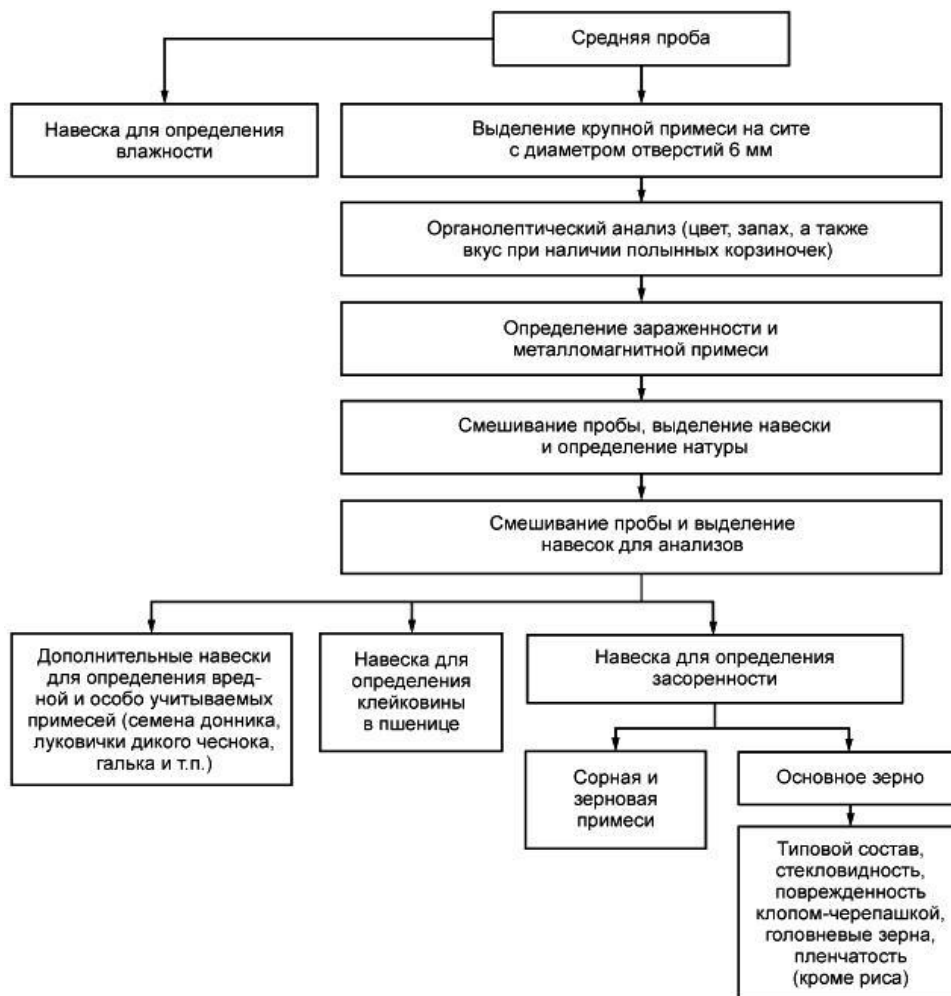 Средняя проба
Навеска для определения
влажности
Выделение крупной примеси на сите
с диаметром отверстий 6 мм
Органолептический анализ (цвет, запах, а также
вкус при наличии полынных корзиночек)
Определение зараженности и
металломагнитной примеси
Смешивание пробы, выделение навески
и определение натуры
Смешивание пробы и выделение
навесок для анализов
Дополнительные навески
для определения вред-
ной и особо учитываемых
примесей (семена донника,
луковички дикого чеснока,
галька и т.п.)
Навеска для
определения
клейковины
в пшенице
Навеска для определения
засоренности
Сорная и
зерновая
примеси
Основное зерно
Типовой состав,
стекловидность,
поврежденность
клопом-черепашкой,
головневые зерна,
пленчатость
(кроме риса)